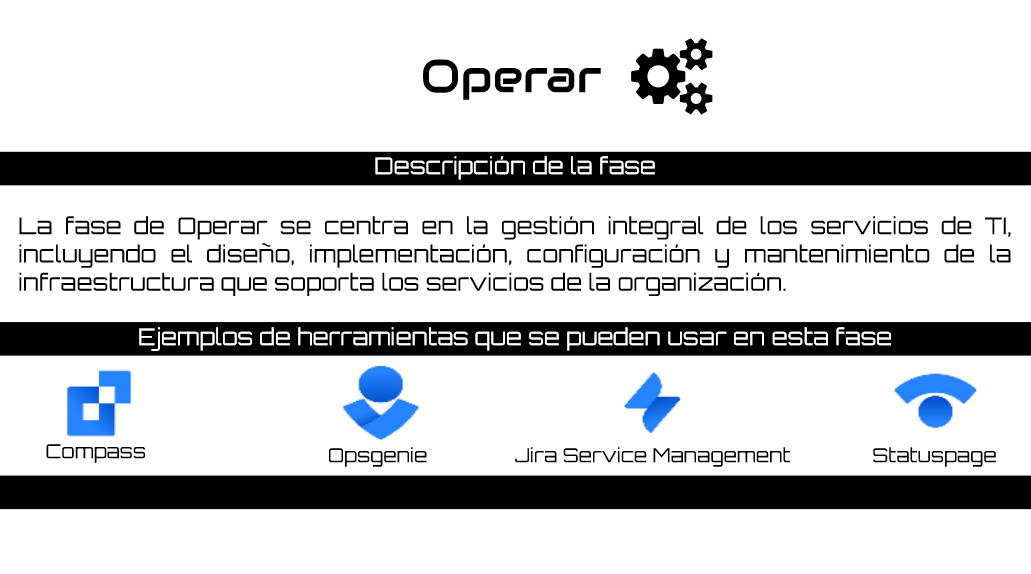 Operar
Descripción de la fase
La fase de Operar se centra en la gestión integral de los servicios de TI,
incluyendo el diseño, implementación, configuración y mantenimiento de la
infraestructura que soporta los servicios de la organización.
Ejemplos de herramientas que se pueden usar en esta fase
Compass
Opsgenie
Jira Service Management
Statuspage